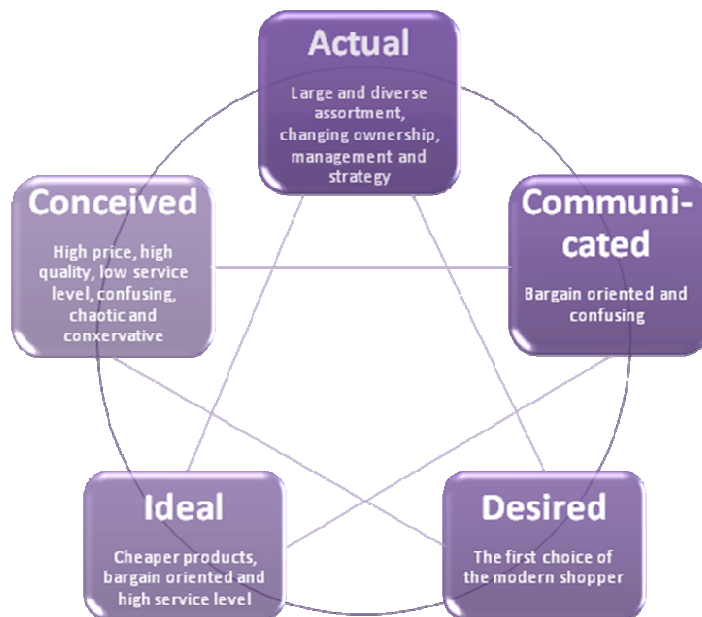 Actual
Large and diverse
assortment,
changing ownership,
management and
strategy
Conceived
High price, high
quality, low service
level, confusing,
chaotic and
conxervative
Communi-
cated
Bargain oriented and
confusing
Ideal
Cheaper products,
bargain oriented and
high service level
Desired
The first choice of
the modern shopper